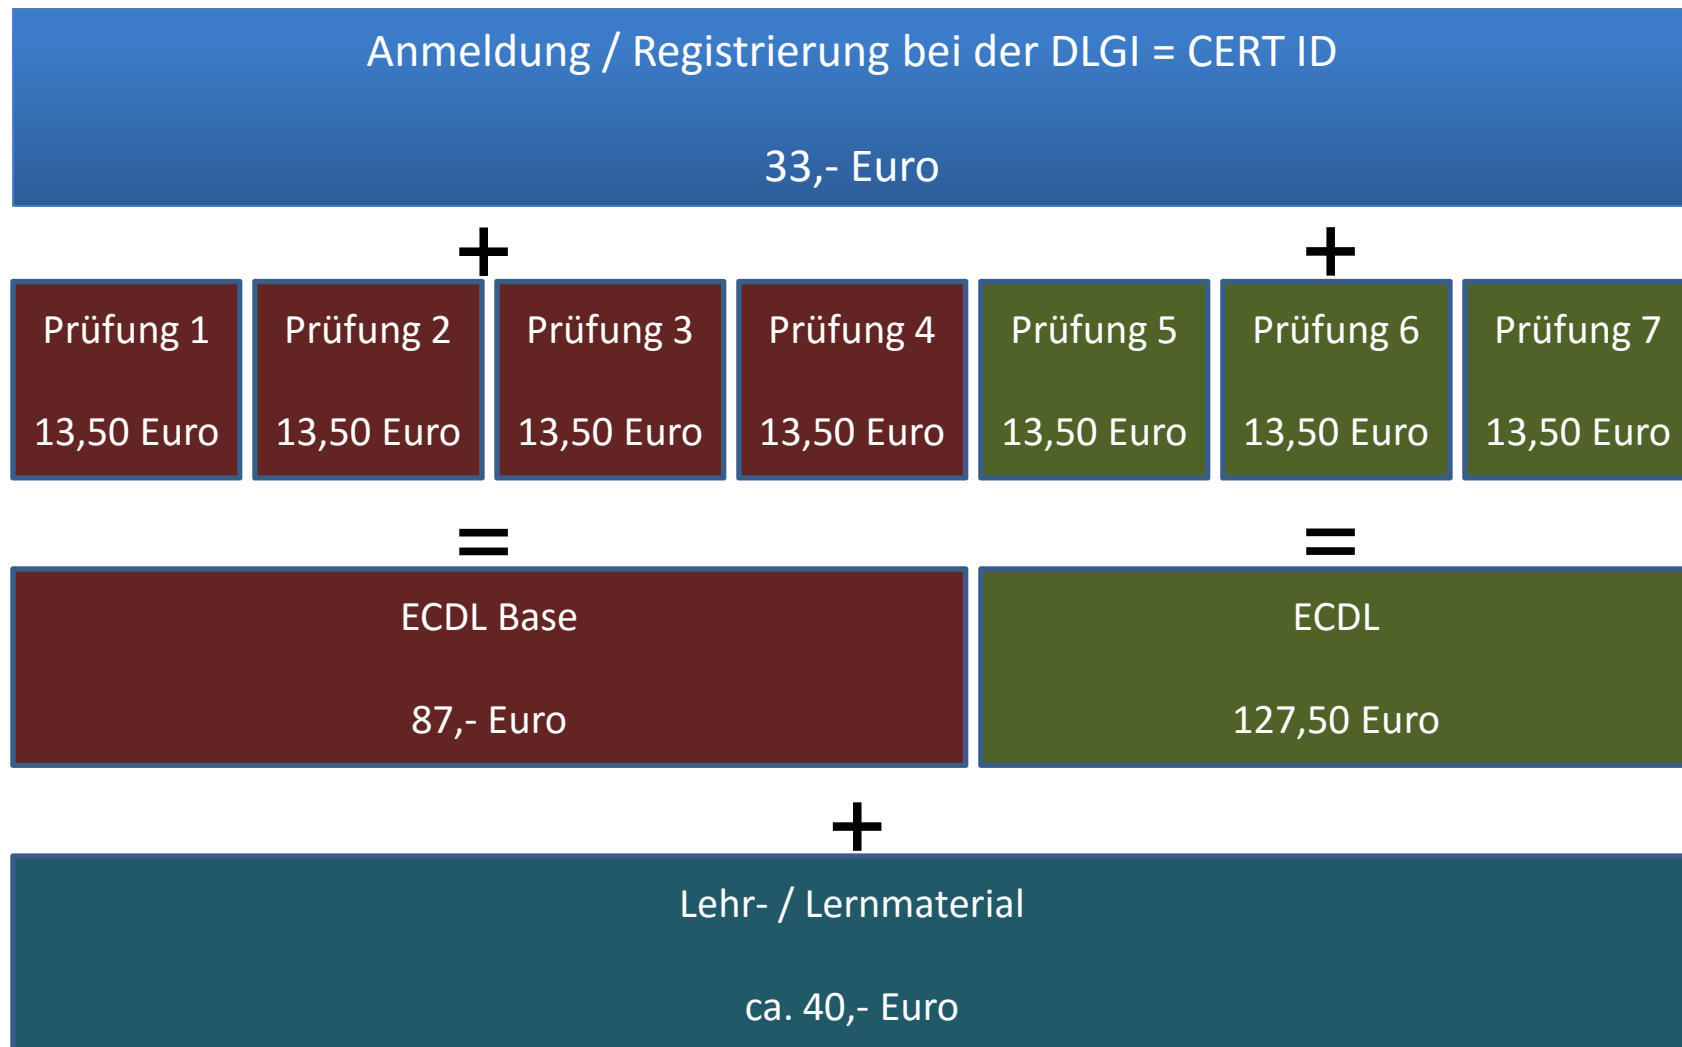 Anmeldung / Registrierung bei der DLGI = CERT ID
33,- Euro
+ +
Prüfung 1 Prüfung 2 Prüfung 3 Prüfung 4 Prüfung 5 Prüfung 6 Prüfung 7
13,50 Euro 13,50 Euro 13,50 Euro 13,50 Euro 13,50 Euro 13,50 Euro 13,50 Euro
= =
ECDL Base ECDL
87,- Euro 127,50 Euro
+
Lehr- / Lernmaterial
ca. 40,- Euro